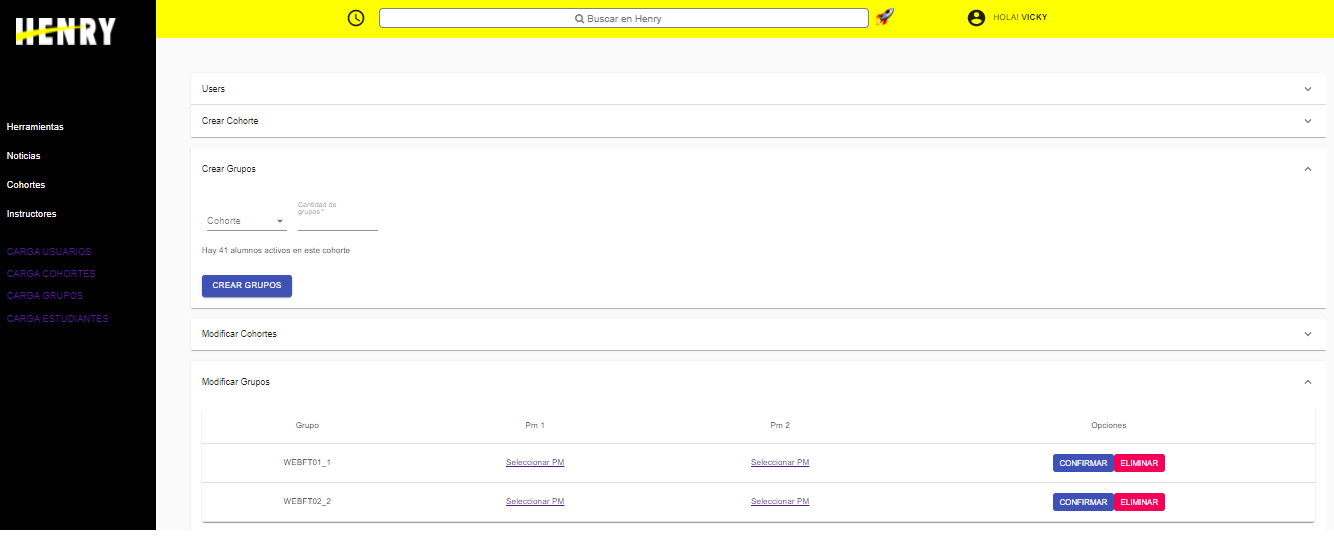 HENRY
Buscar en Henry
HOLA! VICKY
Herramientas
Noticias
Cohortes
Instructores
CARGA USUARIOS
CARGA COHORTES
CARGA GRUPOS
CARGA ESTUDIANTES
Users
Crear Cohorte
Crear Grupos
Cohorte
Cantidad de
grupos *
Hay 41 alumnos activos en este cohorte
CREAR GRUPOS
Modificar Cohortes
Modificar Grupos
Grupo Pm 1 Pm 2 Opciones
WEBFT01_1 Seleccionar PM Seleccionar PM CONFIRMAR ELIMINAR
WEBFT02_2 Seleccionar PM Seleccionar PM CONFIRMAR ELIMINAR